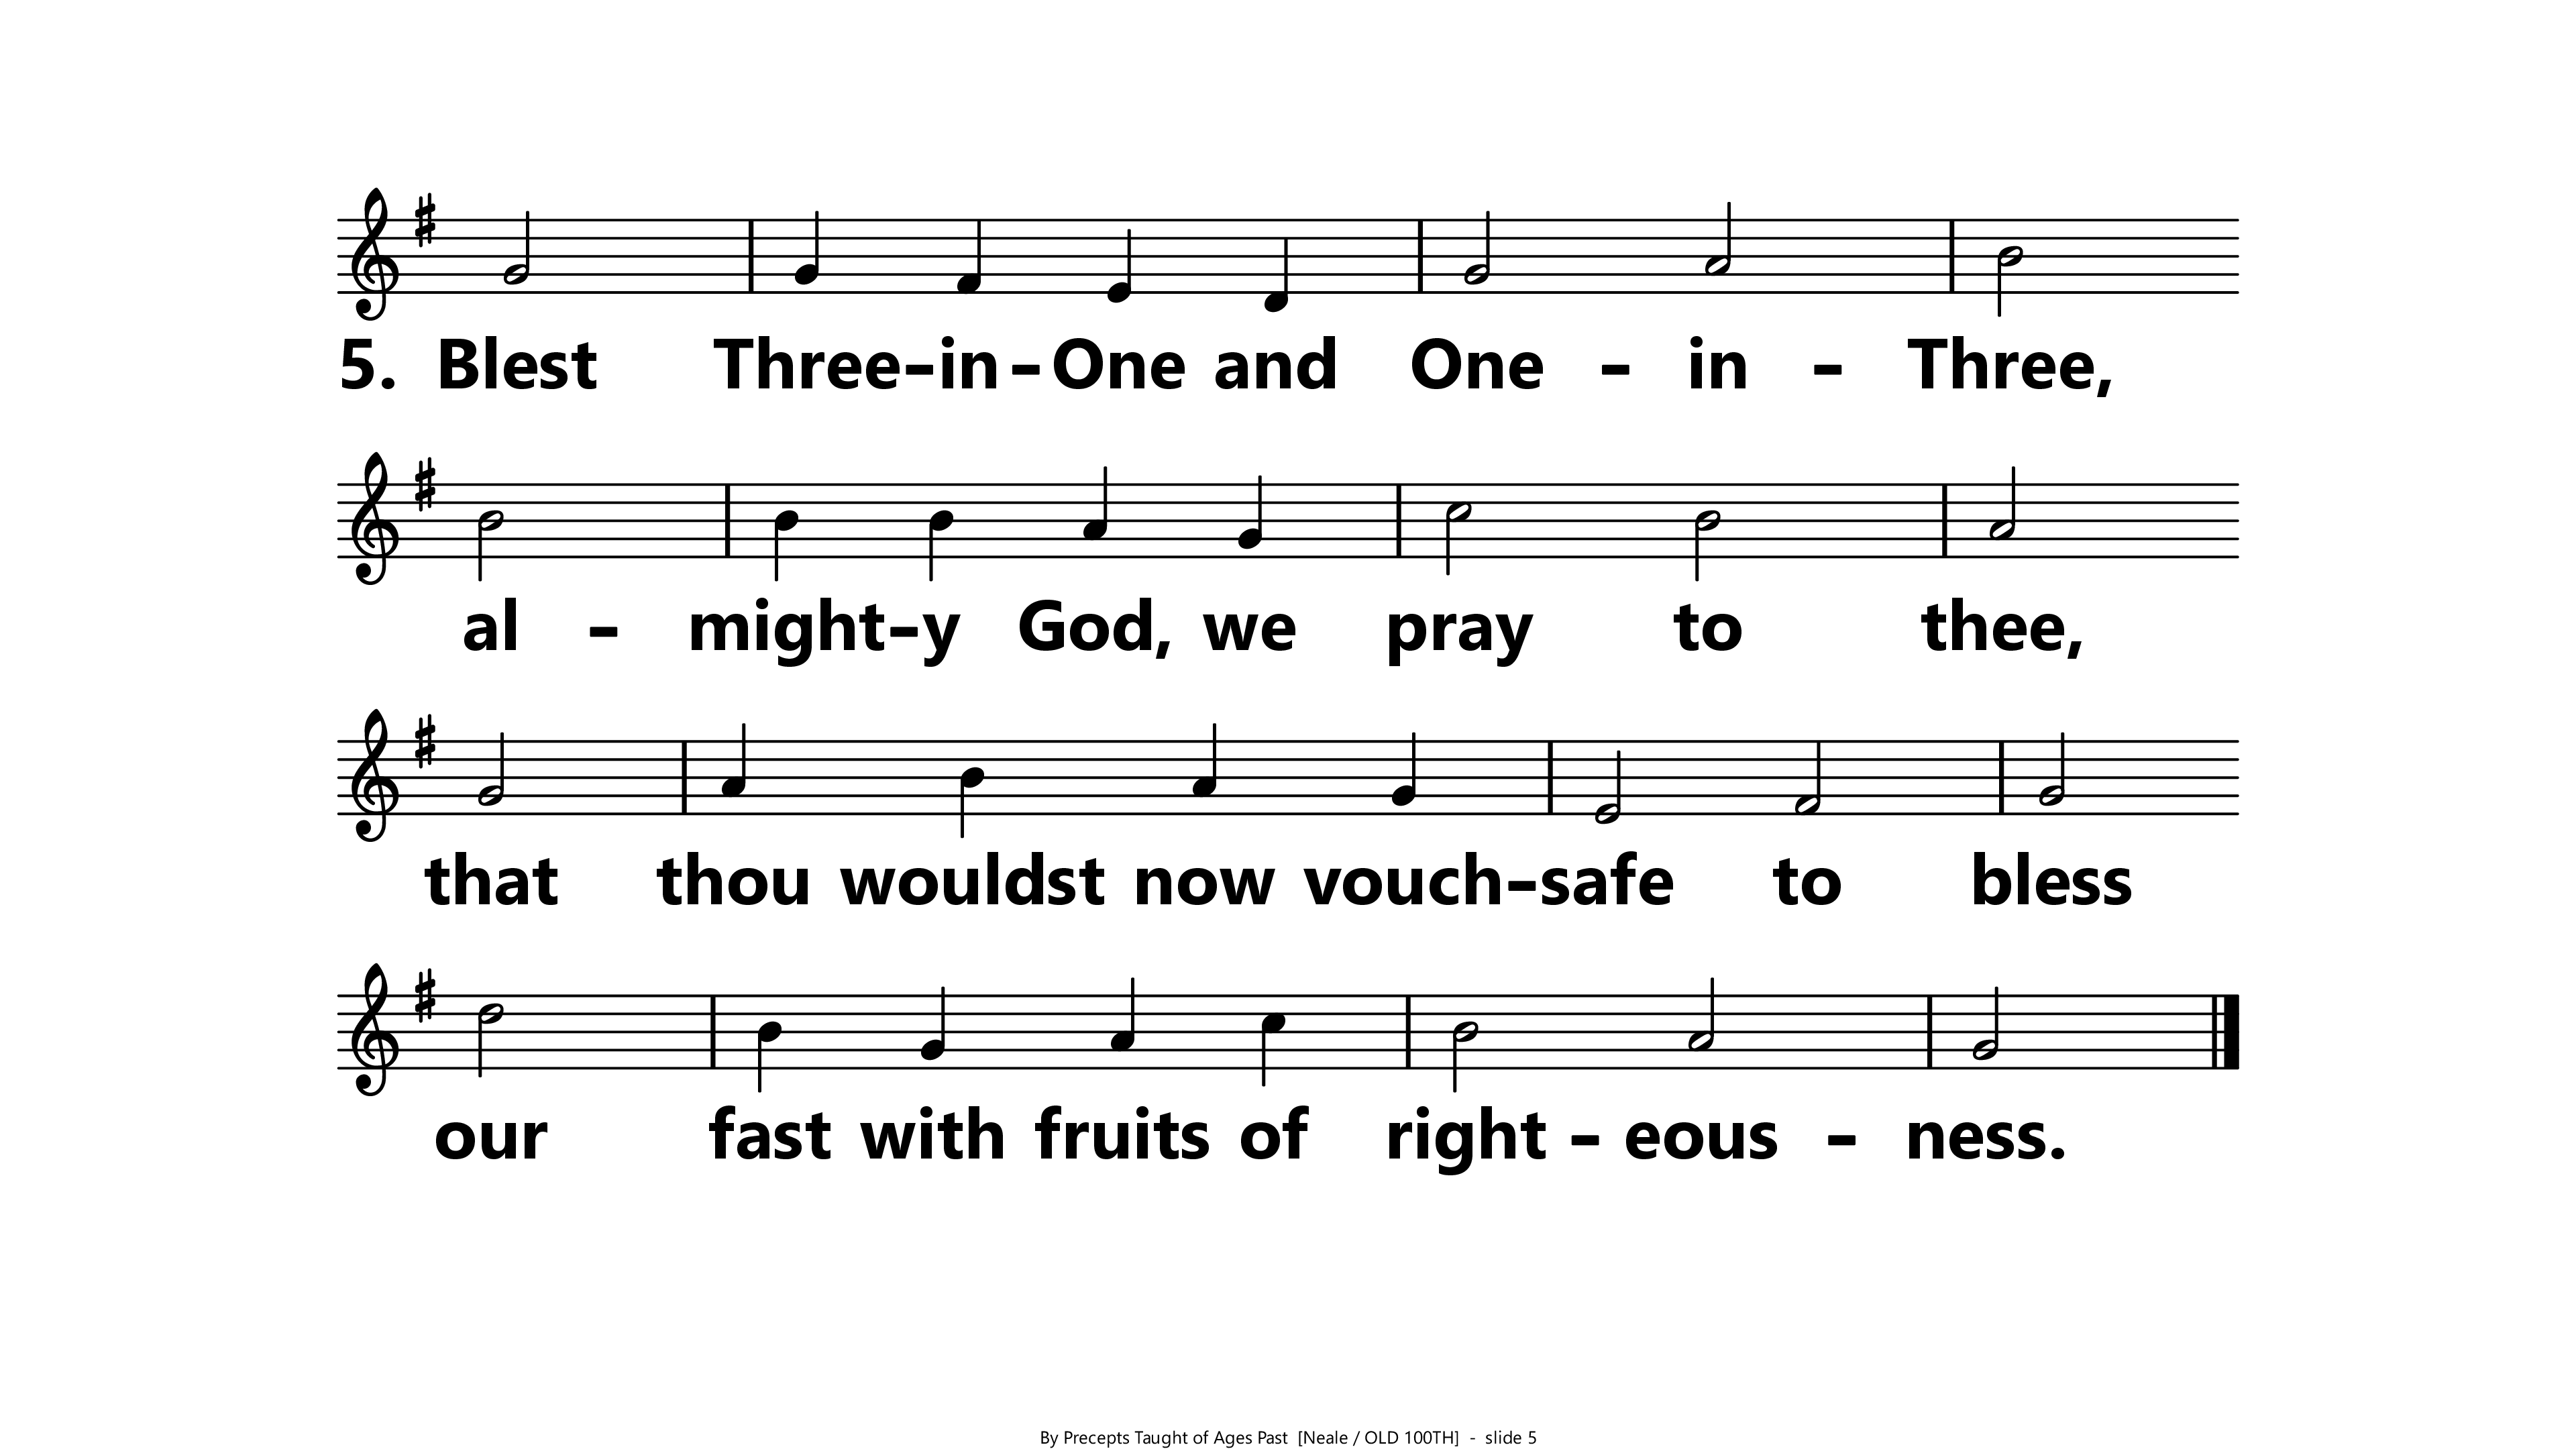 5. Blest Three-in-One and One - in - Three,
al - might-y God, we pray to thee,
that thou wouldst now vouch-safe to bless
our fast with fruits of right - eous - ness.
By Precepts Taught of Ages Past [Neale / OLD 100TH] - slide 5